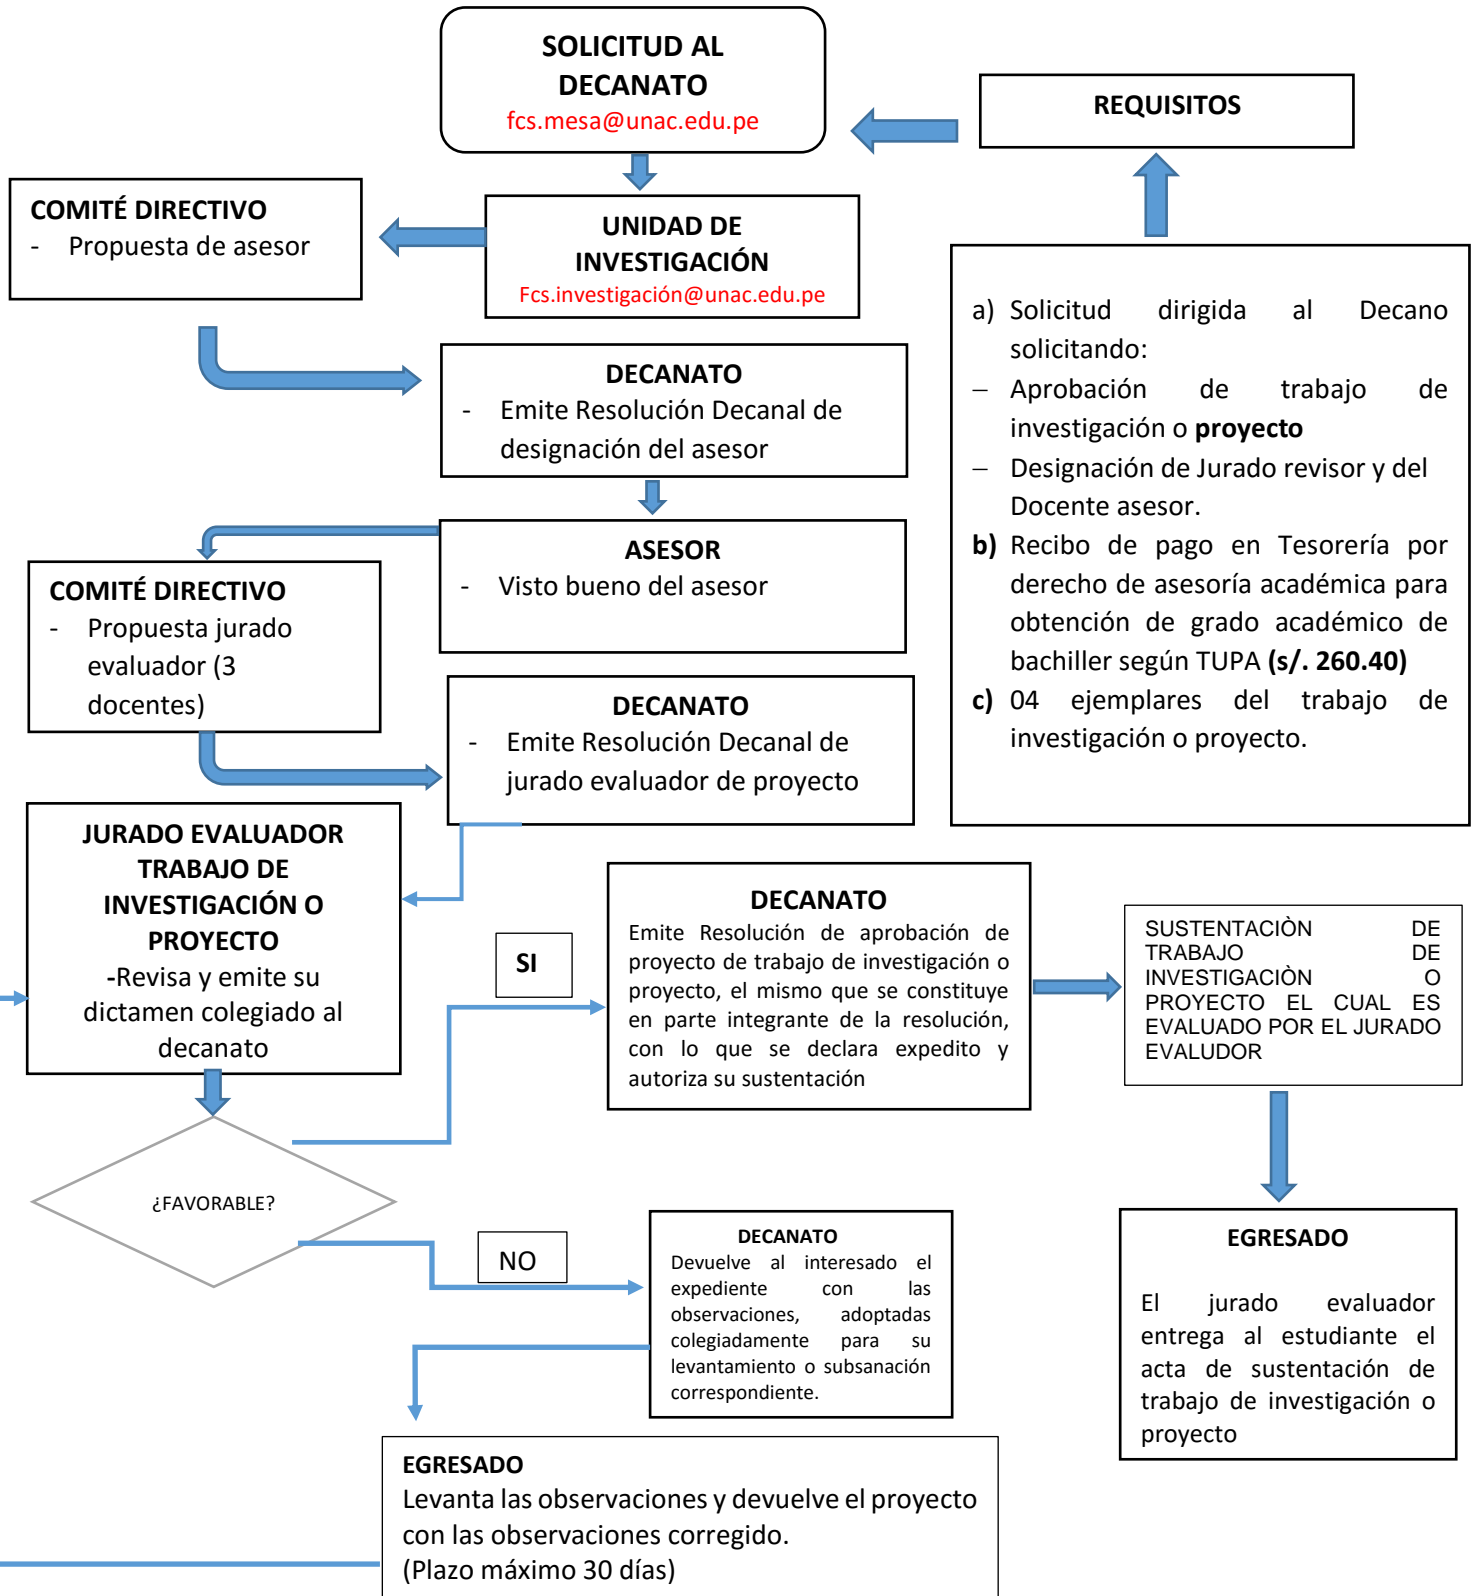 SOLICITUD AL
DECANATO
fcs.mesa@unac.edu.pe
REQUISITOS
COMITÉ DIRECTIVO
- Propuesta de asesor
UNIDAD DE
INVESTIGACIÓN
Fcs.investigación@unac.edu.pe
a) Solicitud dirigida al Decano
solicitando:
– Aprobación de trabajo de
investigación o proyecto
– Designación de Jurado revisor y del
Docente asesor.
b) Recibo de pago en Tesorería por
derecho de asesoría académica para
obtención de grado académico de
bachiller según TUPA (s/. 260.40)
c) 04 ejemplares del trabajo de
investigación o proyecto.
DECANATO
- Emite Resolución Decanal de
designación del asesor
ASESOR
- Visto bueno del asesor
COMITÉ DIRECTIVO
- Propuesta jurado
evaluador (3
docentes)
DECANATO
- Emite Resolución Decanal de
jurado evaluador de proyecto
JURADO EVALUADOR
TRABAJO DE
INVESTIGACIÓN O
PROYECTO
-Revisa y emite su
dictamen colegiado al
decanato
SI
DECANATO
Emite Resolución de aprobación de
proyecto de trabajo de investigación o
proyecto, el mismo que se constituye
en parte integrante de la resolución,
con lo que se declara expedito y
autoriza su sustentación
SUSTENTACIÒN DE
TRABAJO DE
INVESTIGACIÒN O
PROYECTO EL CUAL ES
EVALUADO POR EL JURADO
EVALUDOR
¿FAVORABLE?
NO
DECANATO
Devuelve al interesado el
expediente con las
observaciones, adoptadas
colegiadamente para su
levantamiento o subsanación
correspondiente.
EGRESADO
El jurado evaluador
entrega al estudiante el
acta de sustentación de
trabajo de investigación o
proyecto
EGRESADO
Levanta las observaciones y devuelve el proyecto
con las observaciones corregido.
(Plazo máximo 30 días)